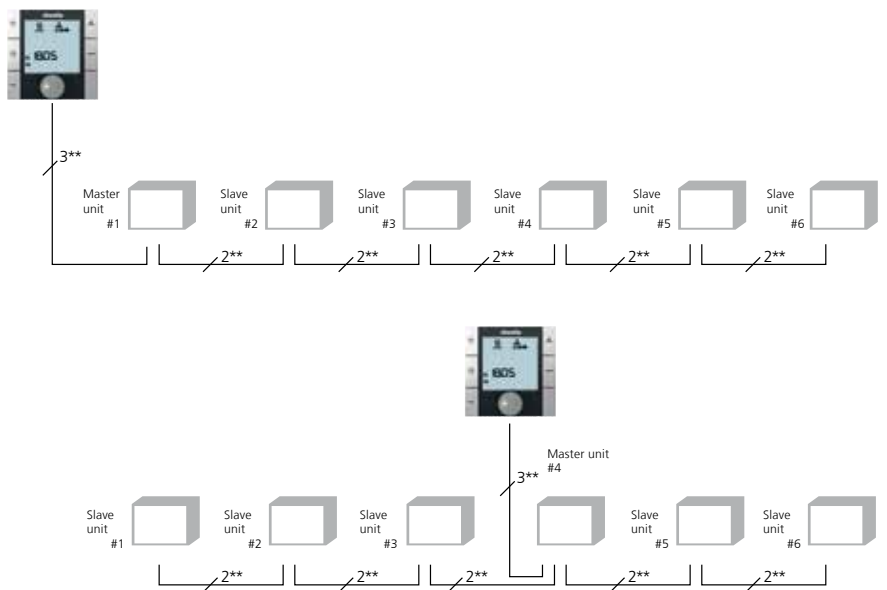 1805
3**
Master
unit
#1
Slave
unit
#2
Slave
unit
#3
Slave
unit
#4
Slave
unit
#5
Slave
unit
#6
2**
2**
2**
2**
2**
1805
Master unit
#4
3**
Slave
unit
#1
Slave
unit
#2
Slave
unit
#3
Slave
unit
#5
Slave
unit
#6
2**
2**
2**
2**
2**